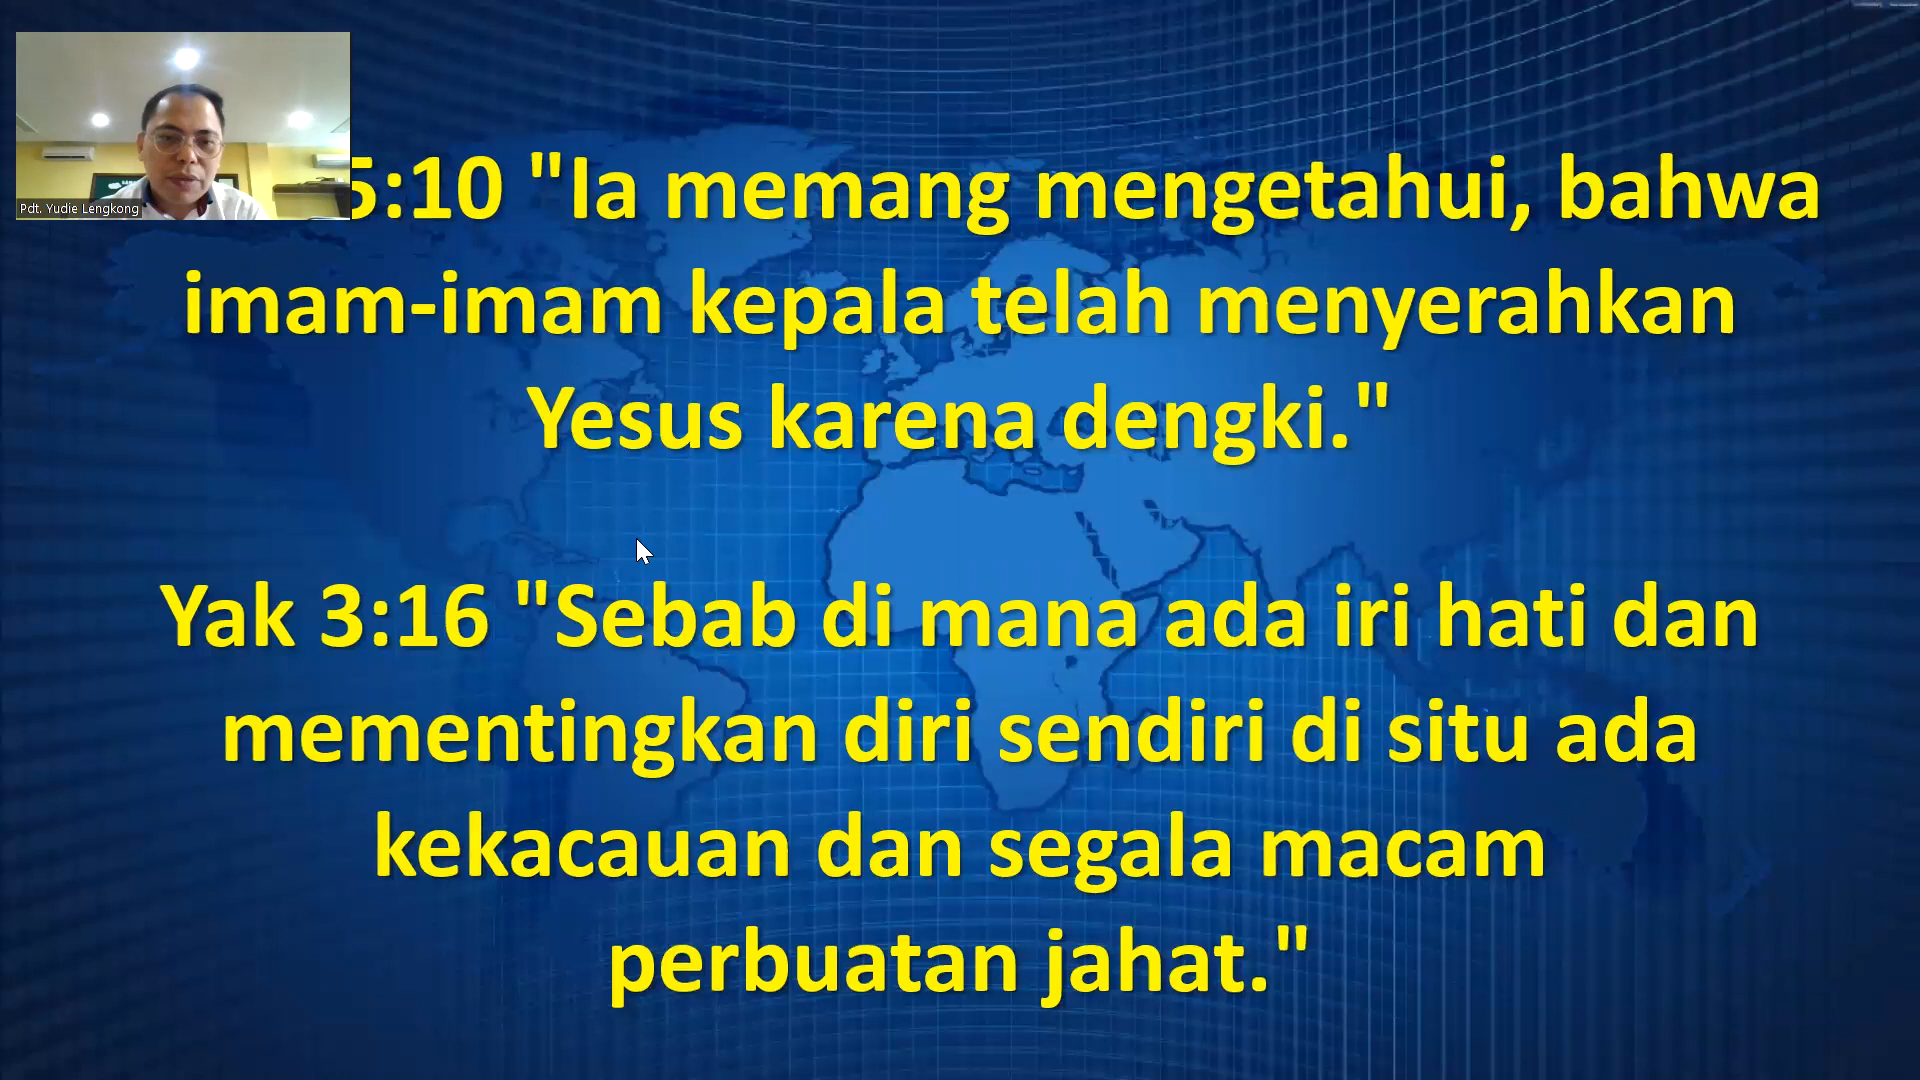 Pdt. Yudie Lengkong
5:10 "Ia memang mengetahui, bahwa
imam-imam kepala telah menyerahkan
Yesus karena dengki."
Yak 3:16 "Sebab di mana ada iri hati dan
mementingkan diri sendiri di situ ada
kekacauan dan segala macam
perbuatan jahat."